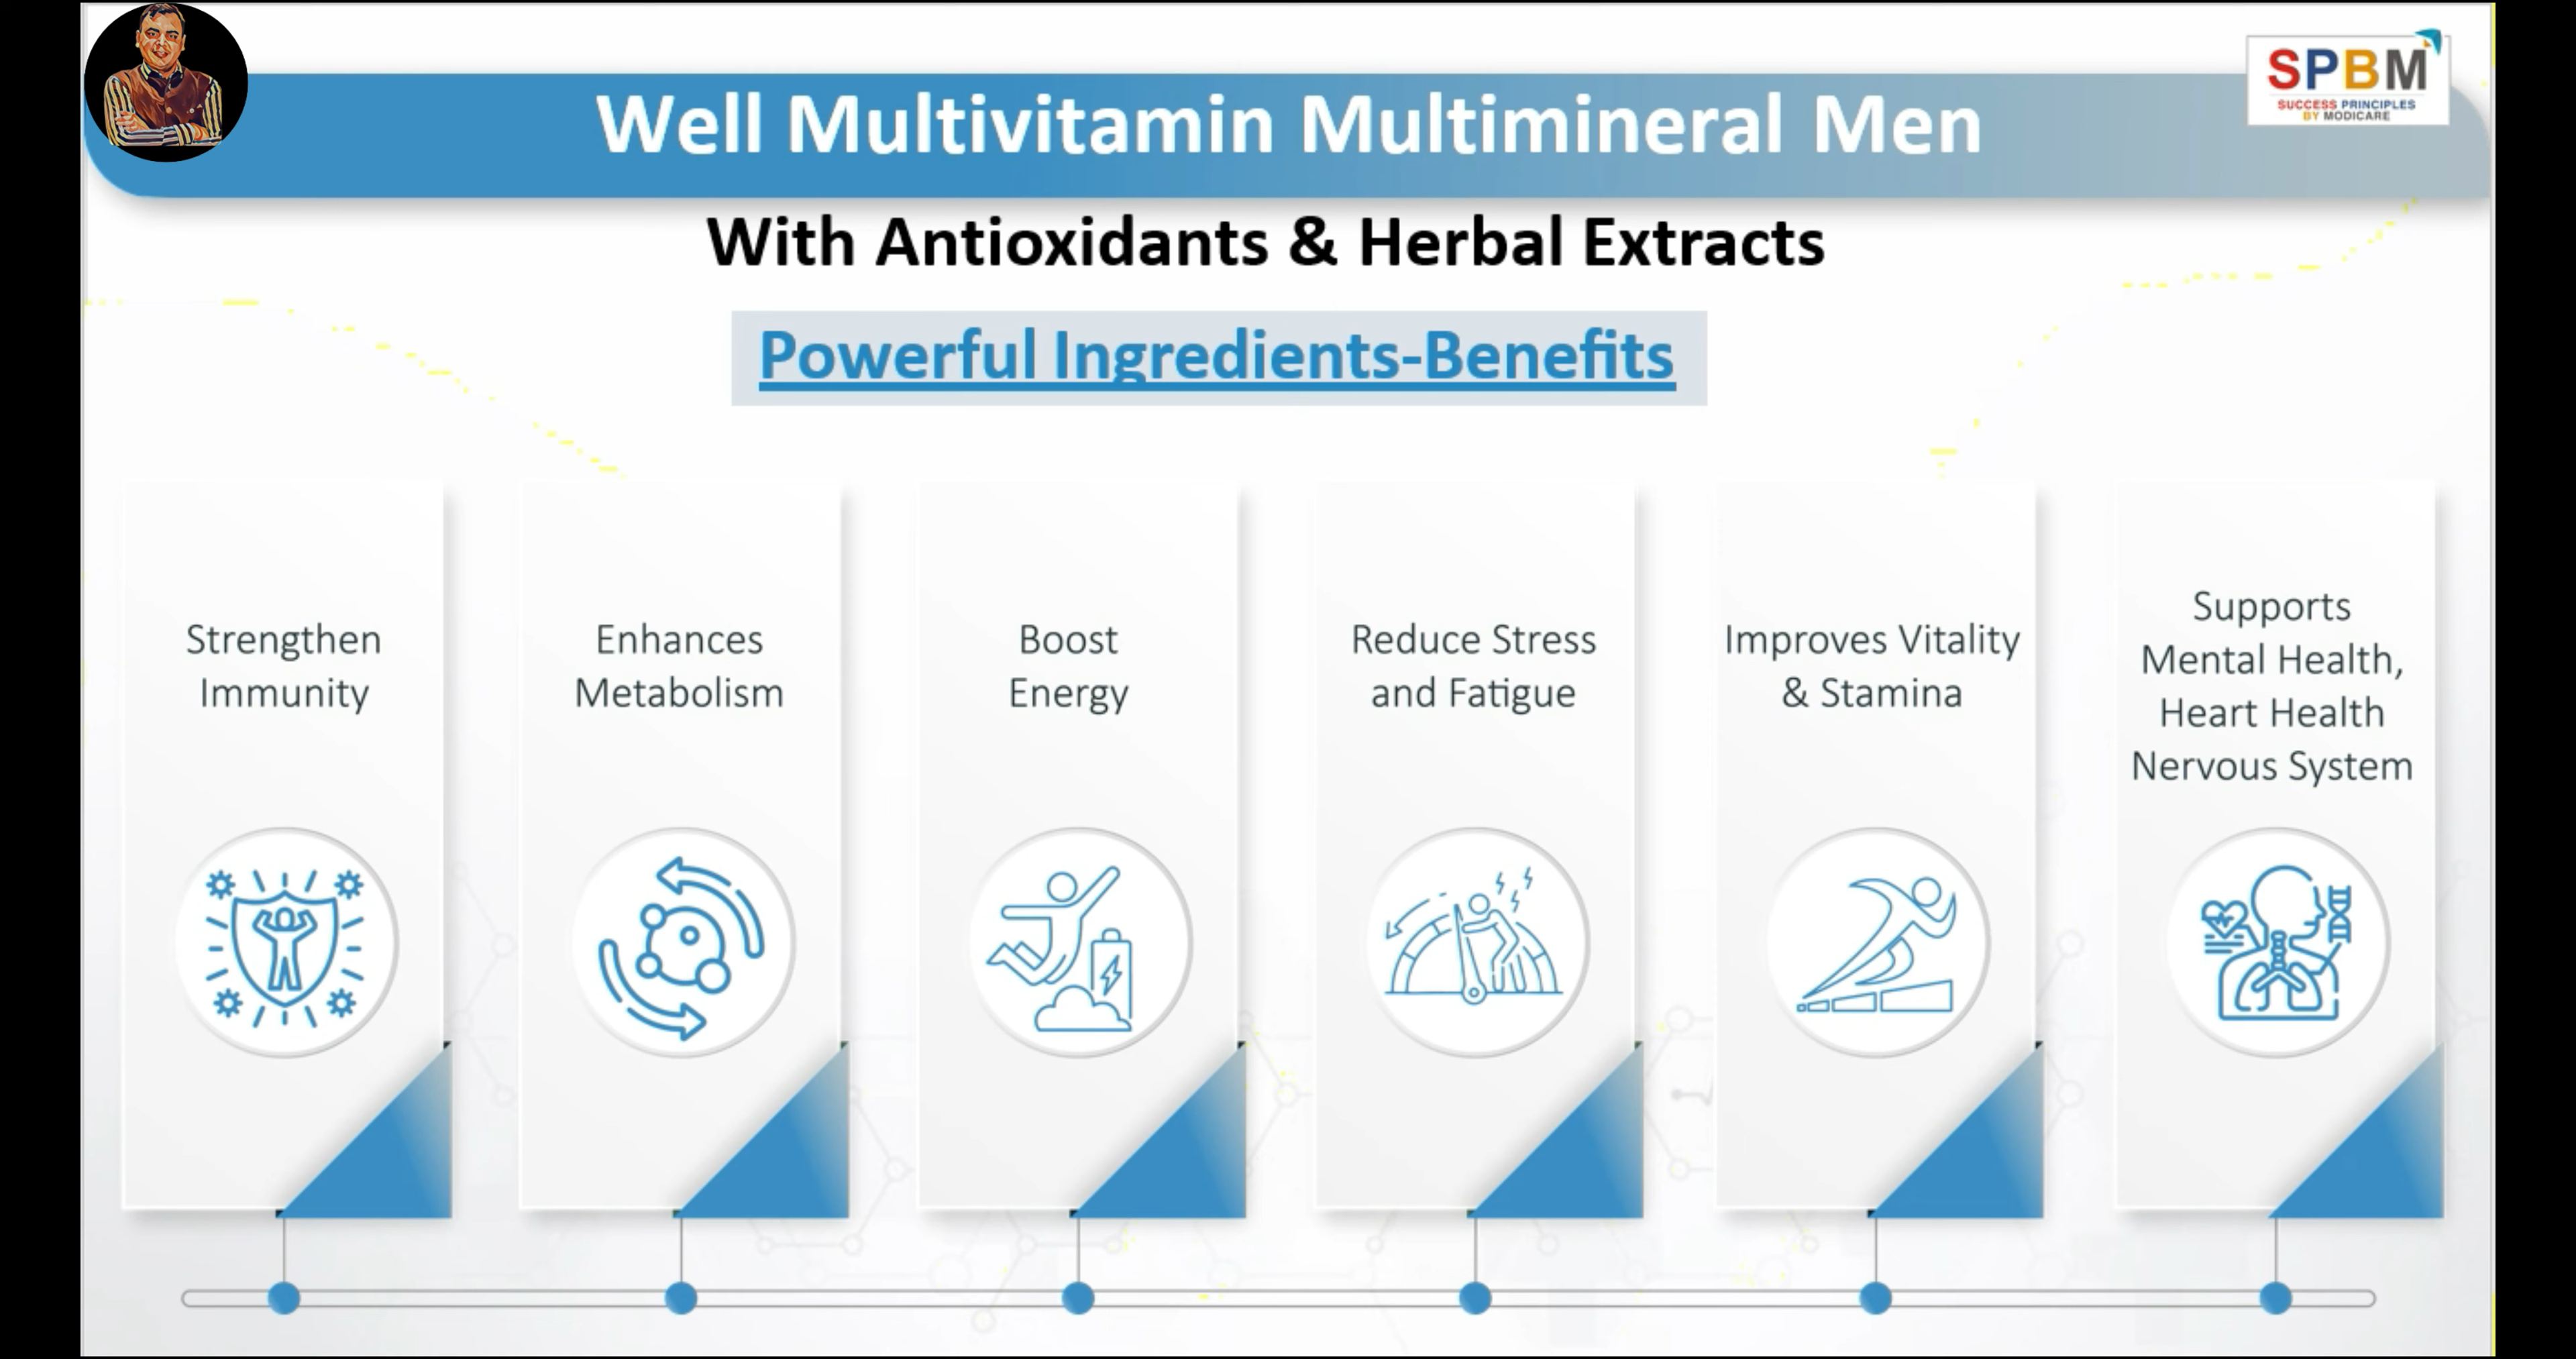 SPBM
SUCCESS PRINCIPLES
BY MODICARE
Well Multivitamin Multimineral Men
With Antioxidants & Herbal Extracts
Powerful Ingredients-Benefits
Strengthen
Immunity
Enhances
Metabolism
Boost
Energy
Reduce Stress
and Fatigue
Improves Vitality
& Stamina
Supports
Mental Health,
Heart Health
Nervous System